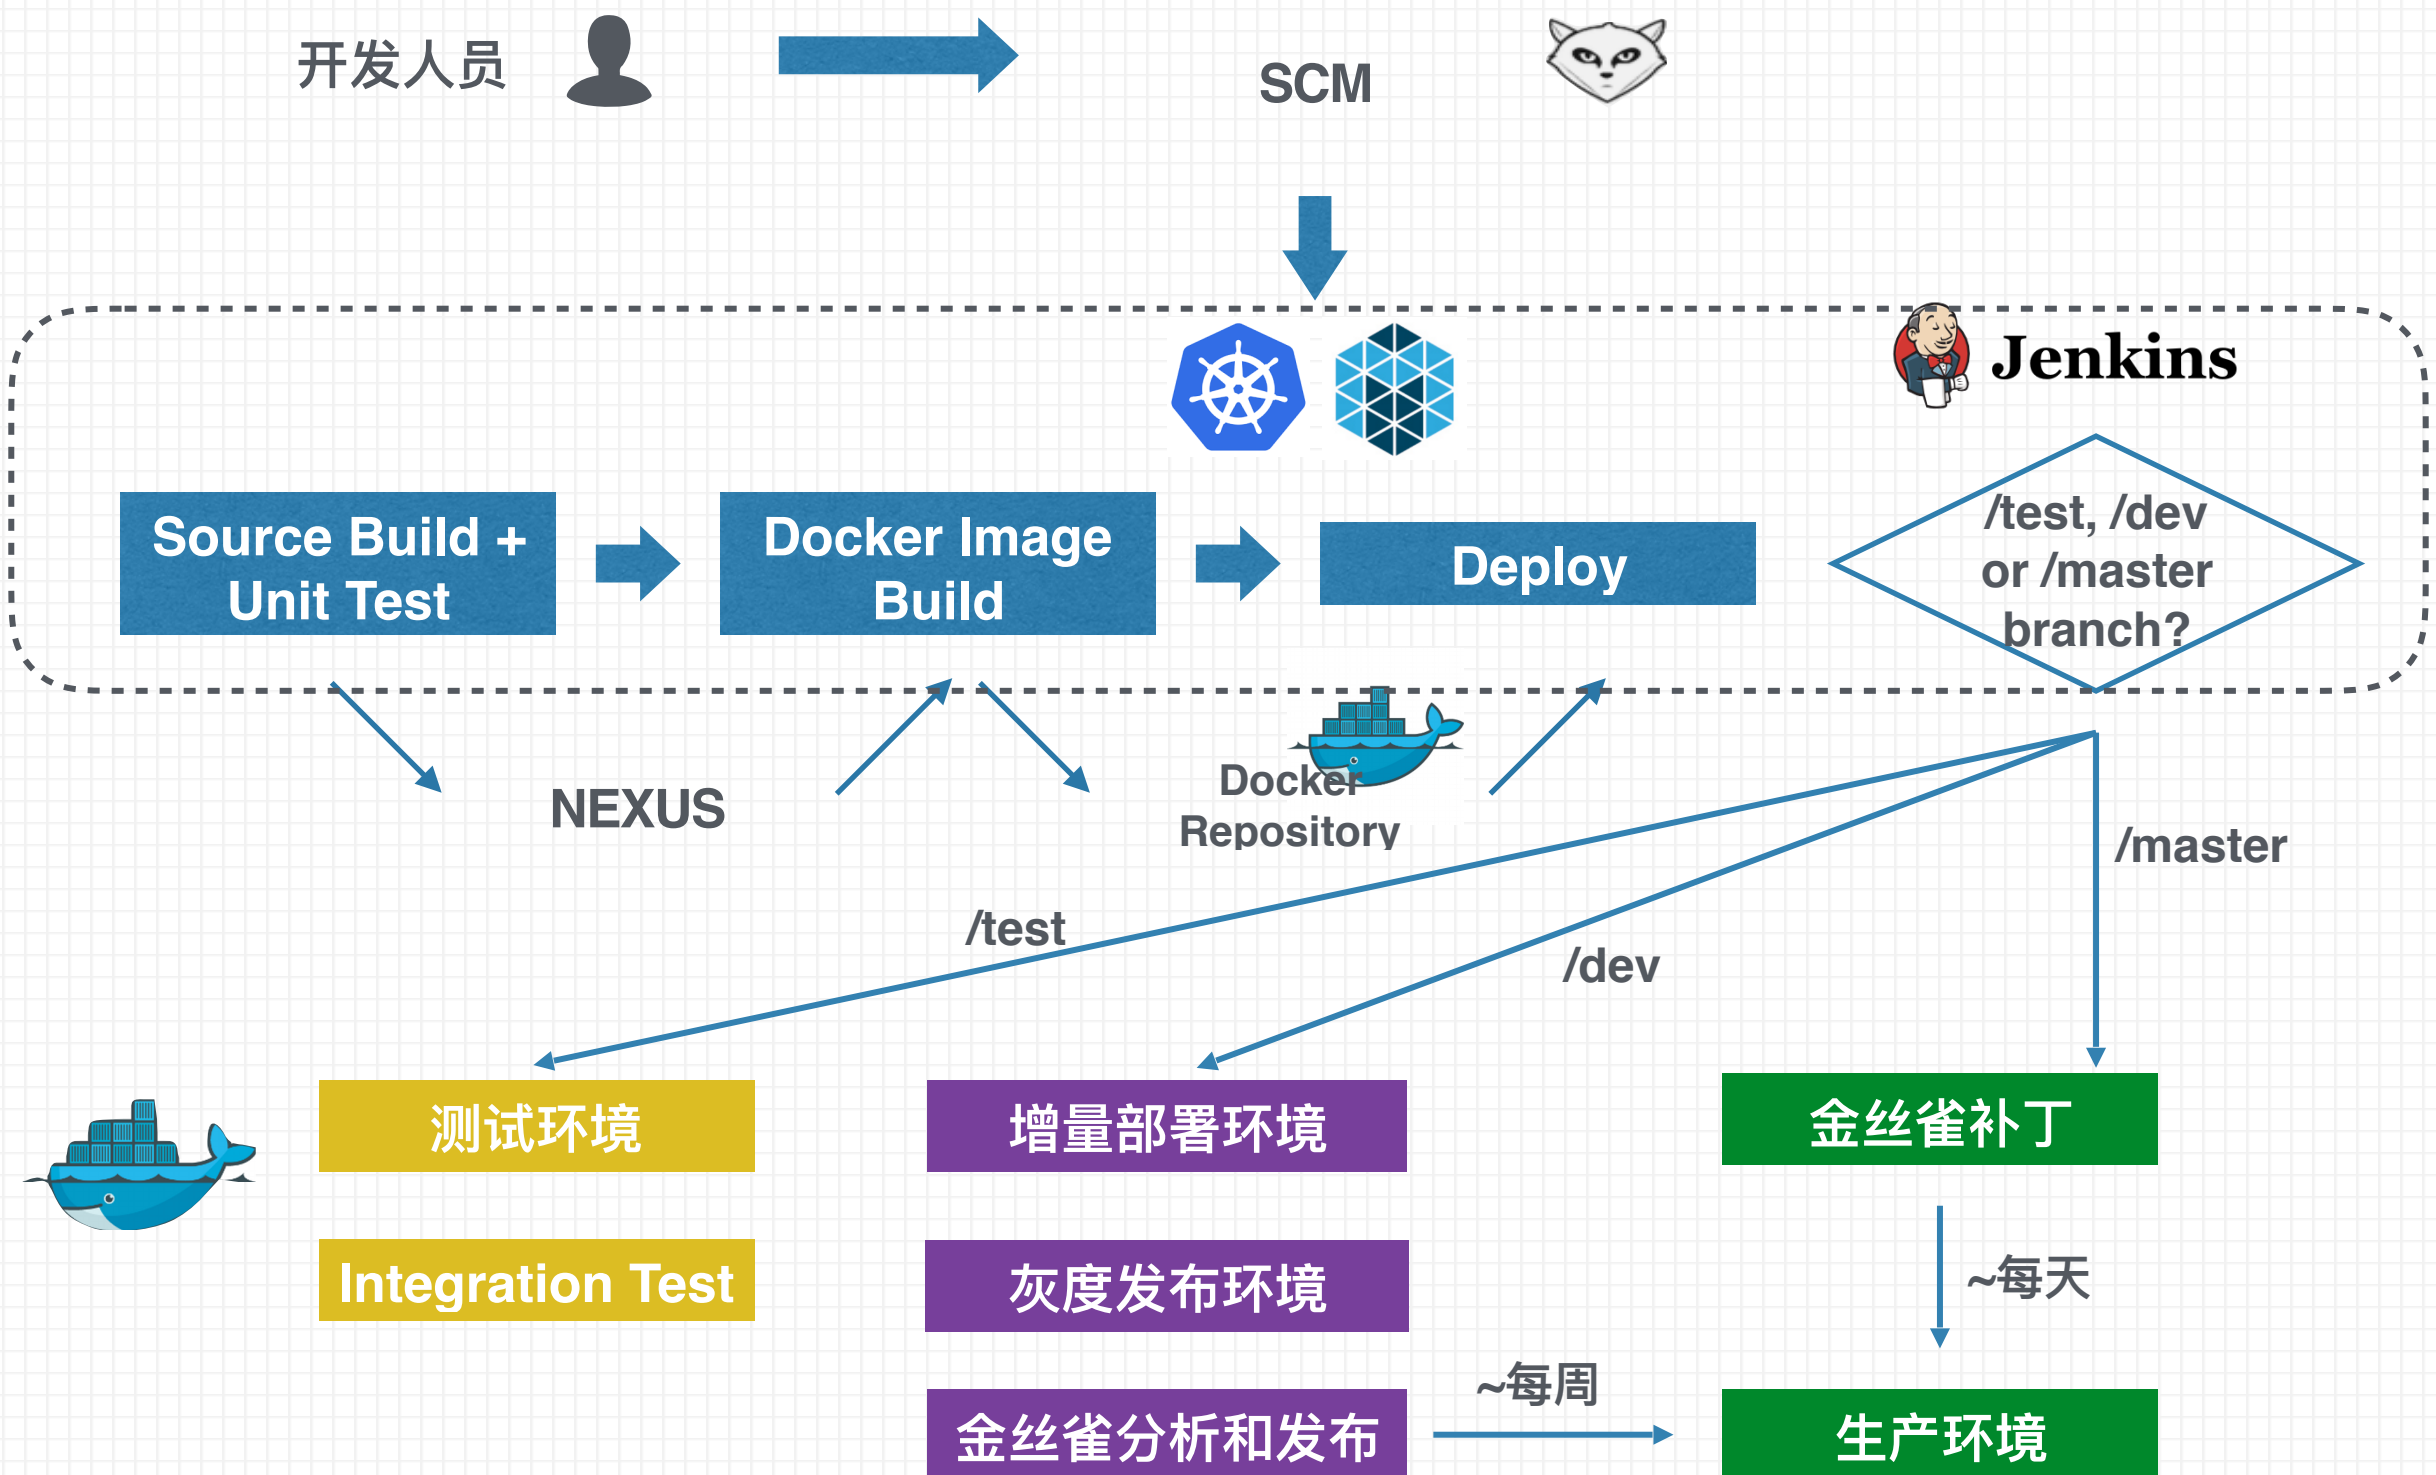 开发人员
SCM
Jenkins
Source Build +
Unit Test
Docker Image
Build
Deploy
/test, /dev
or /master
branch?
NEXUS
Docker
Repository
/master
/test
/dev
测试环境
增量部署环境
金丝雀补丁
Integration Test
灰度发布环境
~每天
~每周
金丝雀分析和发布
生产环境